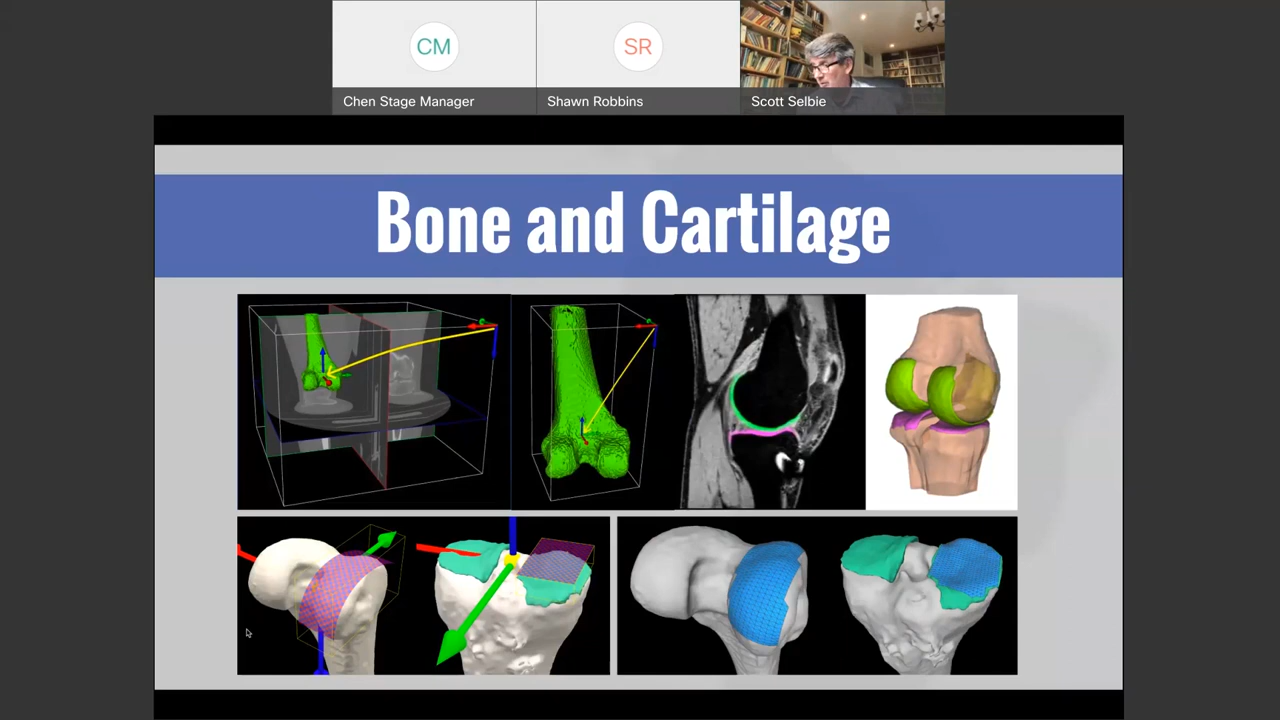 CM
SR
Chen Stage Manager
Shawn Robbins
Scott Selbie
Bone and Cartilage